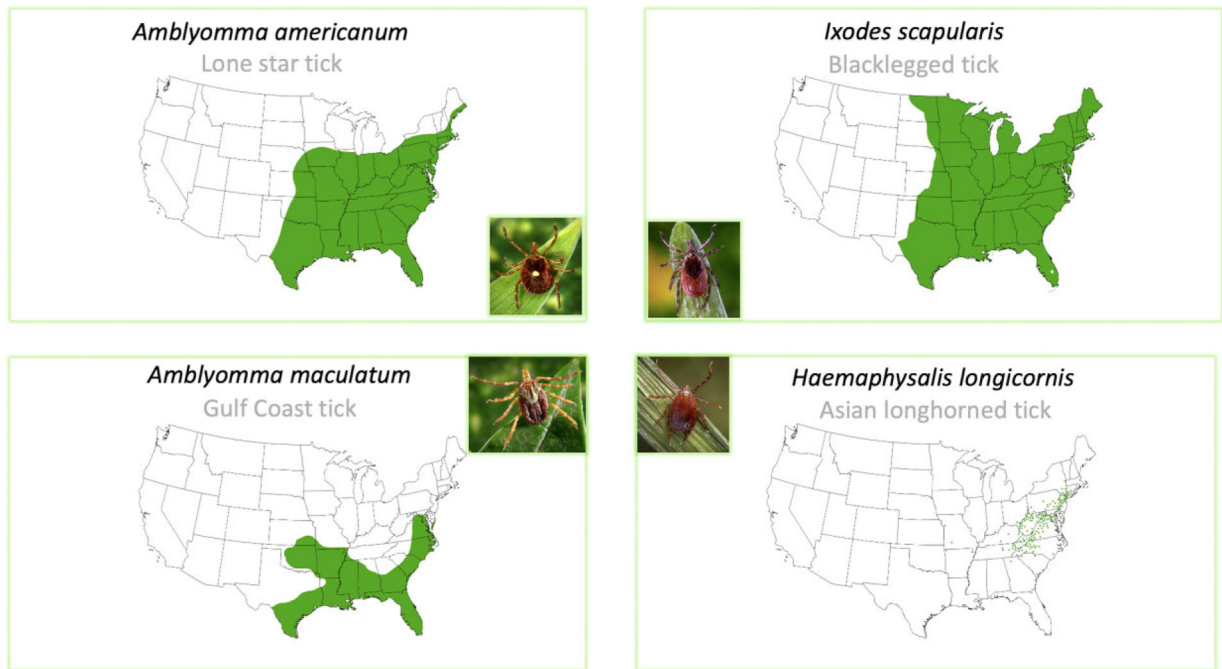 Amblyomma americanum
Lone star tick
Ixodes scapularis
Blacklegged tick
Amblyomma maculatum
Gulf Coast tick
Haemaphysalis longicornis
Asian longhorned tick